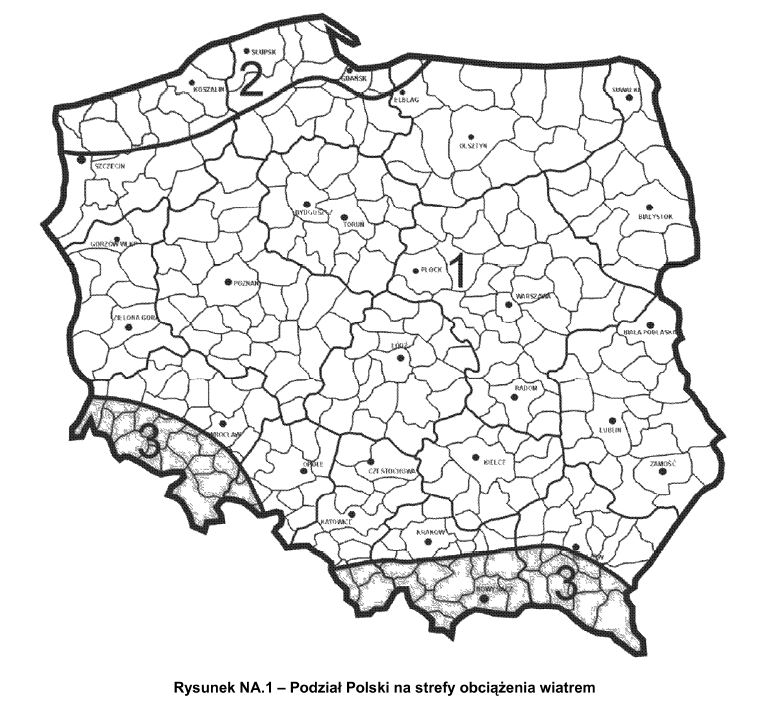 SŁUPSK
KOSZALIN
2
GDAŃSK
ELBLĄG
SUWAŁKI
OLSZTYN
SZCZECIN
BYDGOSZCZ
TORUŃ
BIAŁYSTOK
GORZÓW WLKP
PŁOCK
1
POZNAŃ
WARSZAWA
ZIELONA GÓRA
BIAŁA PODLASKA
ŁÓDŹ
RADOM
LUBLIN
WROCŁAW
3
OPOLE
CZĘSTOCHOWA
KIELCE
ZAMOŚĆ
KATOWICE
KRAKÓW
3
NOWY SĄCZ
Rysunek NA.1 – Podział Polski na strefy obciążenia wiatrem